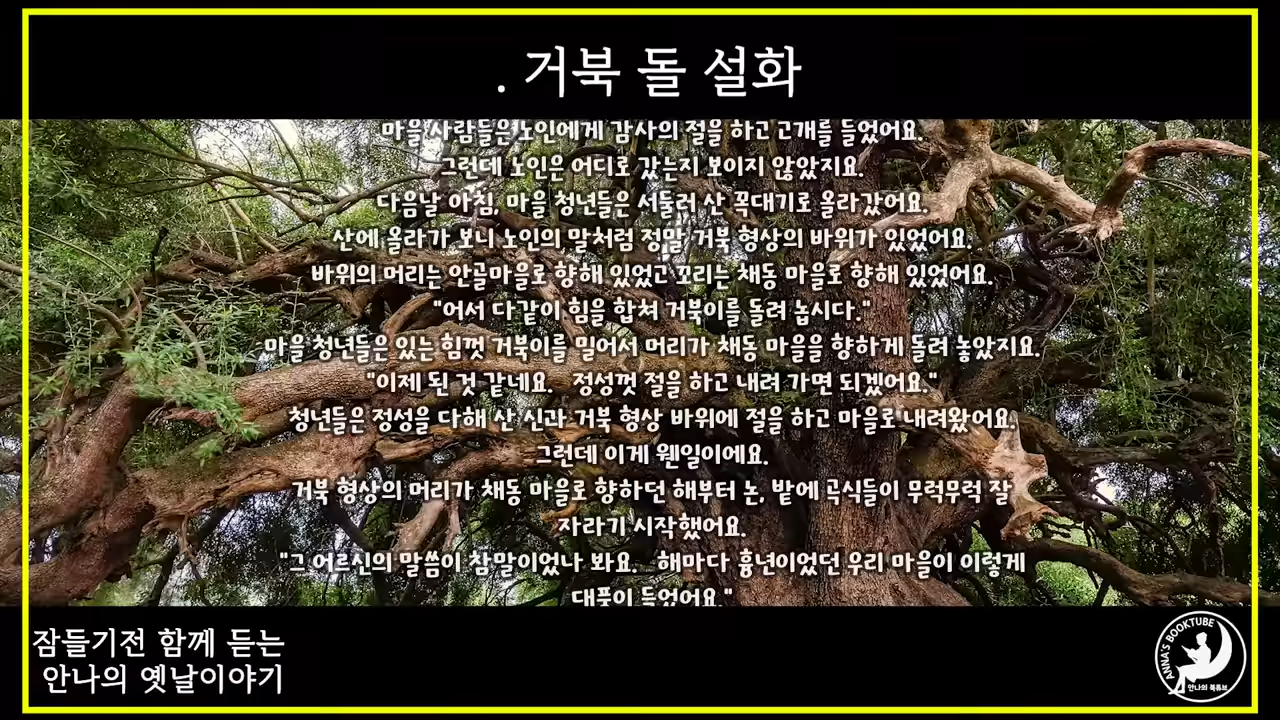 . 거북 돌 설화
마을 사람들은 노인에게 감사의 절을 하고 고개를 들었어요.
그런데 노인은 어디로 갔는지 보이지 않았지요.
다음날 아침, 마을 청년들은 서둘러 산 꼭대기로 올라갔어요.
산에 올라가 보니 노인의 말처럼 정말 거북 형상의 바위가 있었어요.
바위의 머리는 안골마을로 향해 있었고 꼬리는 채동 마을로 향해 있었어요.
"어서 다같이 힘을 합쳐 거북이를 돌려 놉시다."
마을 청년들은 있는 힘껏 거북이를 밀어서 머리가 채동 마을을 향하게 돌려 놓았지요.
"이제 된 것 같네요. 정성껏 절을 하고 내려 가면 되겠어요."
청년들은 정성을 다해 산 신과 거북 형상 바위에 절을 하고 마을로 내려왔어요.
그런데 이게 웬일이에요.
거북 형상의 머리가 채동 마을로 향하던 해부터 논, 밭에 곡식들이 무럭무럭 잘
자라기 시작했어요.
"그 어르신의 말씀이 참말이었나 봐요. 해마다 흉년이었던 우리 마을이 이렇게
대풍이 들었어요."
잠들기전 함께 듣는
안나의 옛날이야기
ANNA'S BOOKTUBE
안나의 북튜브